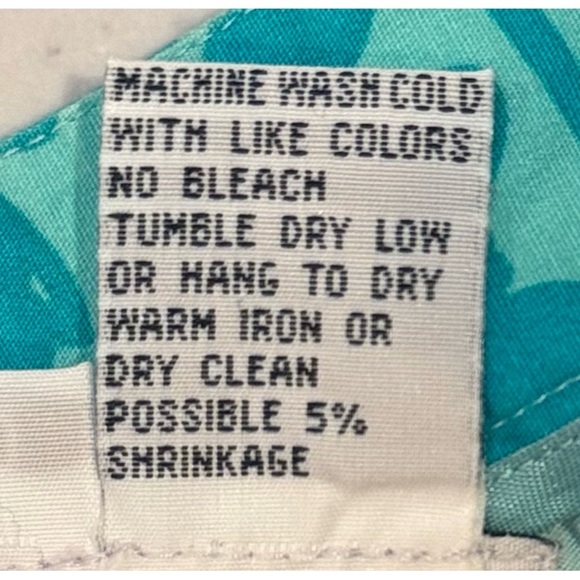 MACHINE WASH COLD
WITH LIKE COLORS
NO BLEACH
TUMBLE DRY LOW
OR HANG TO DRY
WARM IRON OR
DRY CLEAN
POSSIBLE 5%
SHRINKAGE